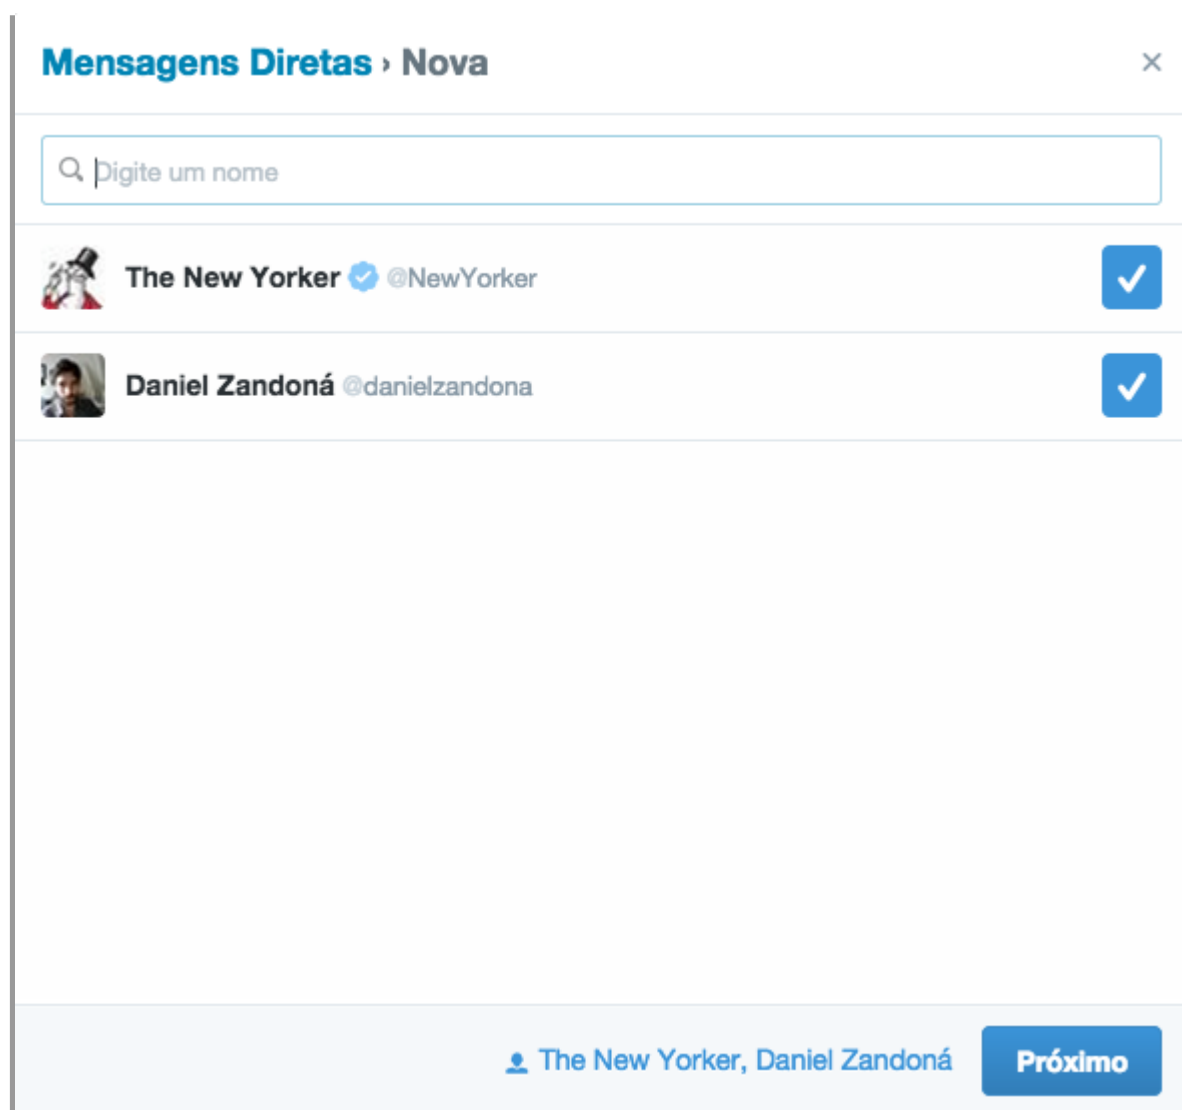 Mensagens Diretas › Nova
Digite um nome
The New Yorker @NewYorker
Daniel Zandoná @danielzandona
The New Yorker, Daniel Zandoná
Próximo